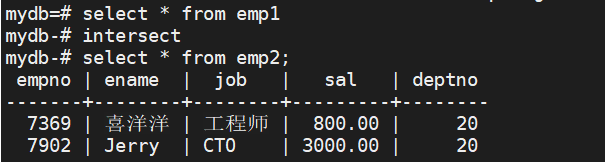 mydb=# select * from emp1
mydb-# intersect
mydb-# select * from emp2;
 empno | ename  |  job   |   sal   | deptno
-------+--------+--------+---------+--------
  7369 | 喜洋洋 | 工程师 |  800.00 |     20
  7902 | Jerry  | CTO    | 3000.00 |     20